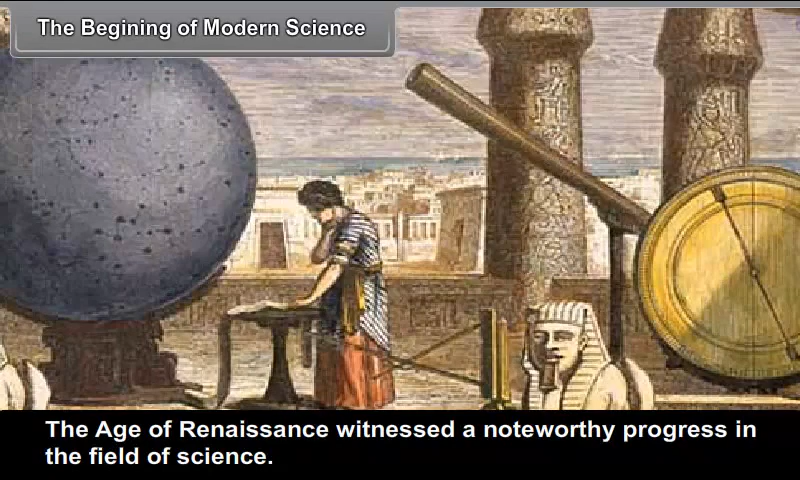 The Begining of Modern Science
The Age of Renaissance witnessed a noteworthy progress in
the field of science.